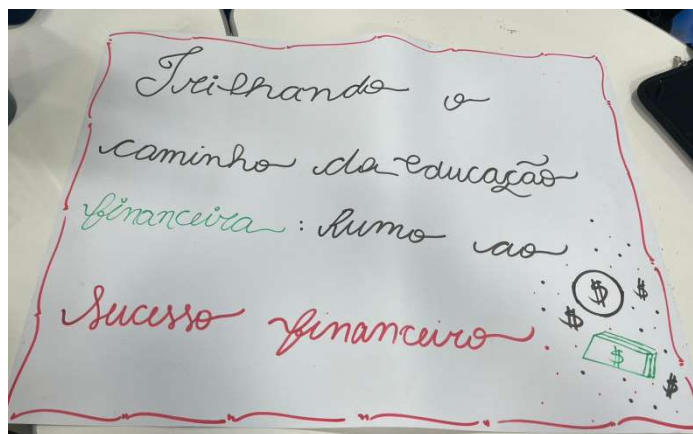 Trilhando o
caminho da educação
financeira: Rumo ao
Sucesso financeiro
$ $
$
$
$